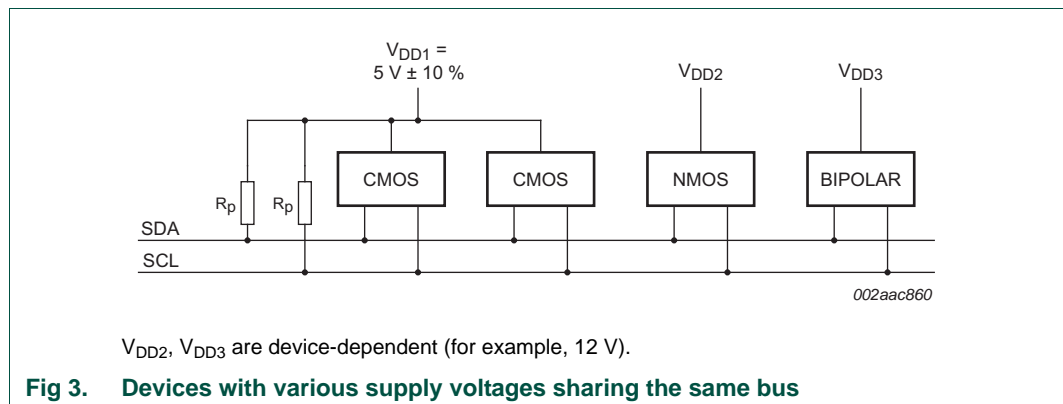 VDD1 =
5 V ± 10 %
VDD2
VDD3
CMOS
CMOS
NMOS
BIPOLAR
Rp
Rp
SDA
SCL
002aac860
VDD2, VDD3 are device-dependent (for example, 12 V).
Fig 3. Devices with various supply voltages sharing the same bus